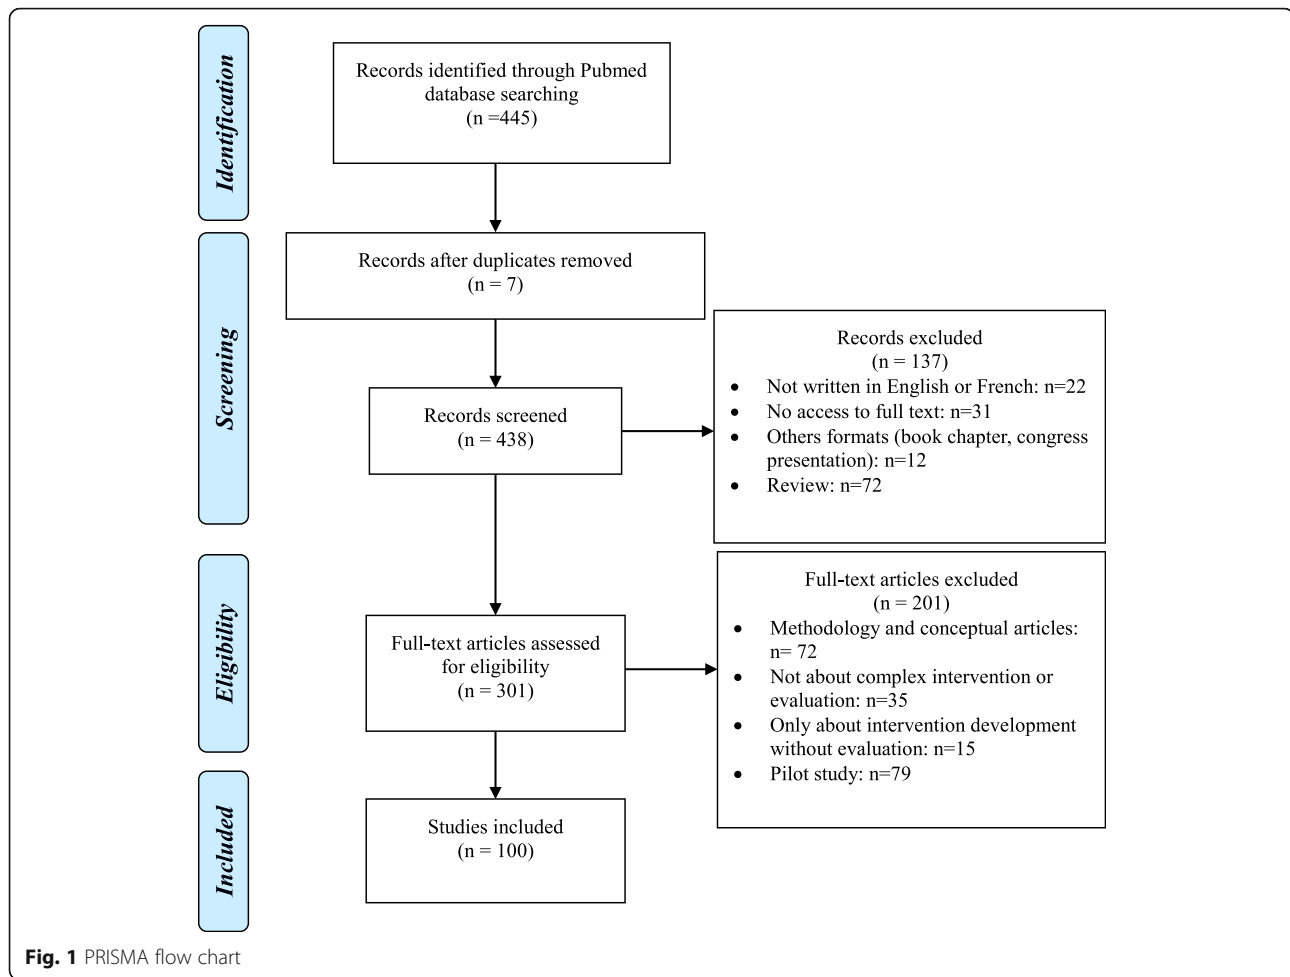 Identification
Records identified through Pubmed
database searching
(n =445)
Screening
Records after duplicates removed
(n = 7)
Records screened
(n = 438)
Records excluded
(n = 137)
• Not written in English or French: n=22
• No access to full text: n=31
• Others formats (book chapter, congress
presentation): n=12
• Review: n=72
Eligibility
Full-text articles assessed
for eligibility
(n = 301)
Full-text articles excluded
(n = 201)
• Methodology and conceptual articles:
n= 72
• Not about complex intervention or
evaluation: n=35
• Only about intervention development
without evaluation: n=15
• Pilot study: n=79
Included
Studies included
(n = 100)
Fig. 1 PRISMA flow chart